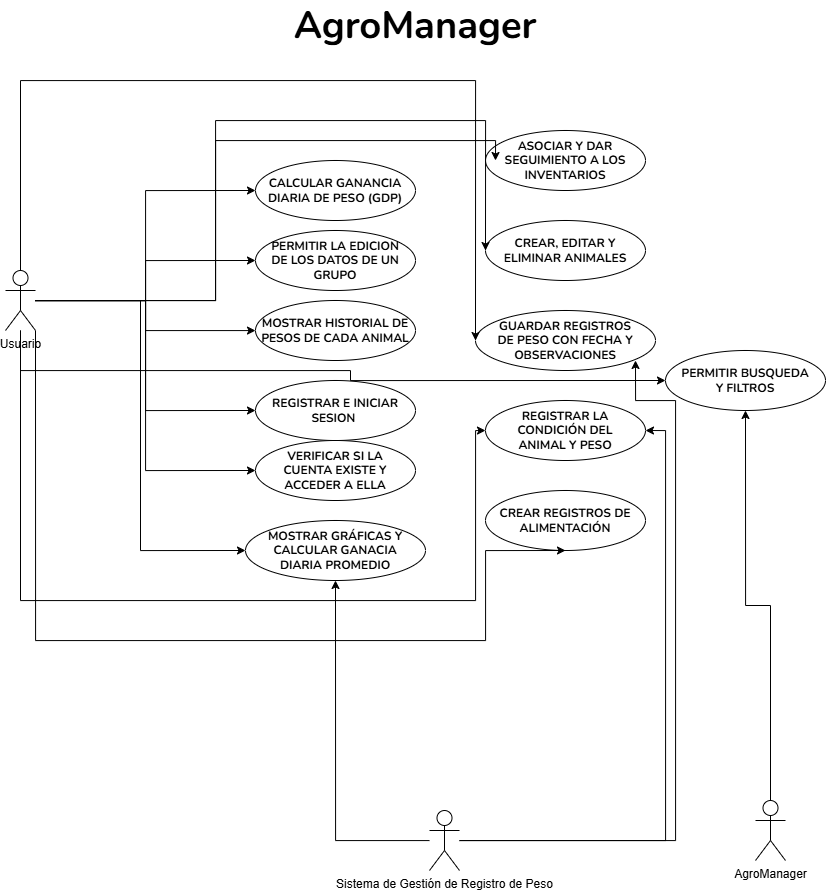 AgroManager
ASOCIAR Y DAR
SEGUIMIENTO A LOS
INVENTARIOS
CALCULAR GANANCIA
DIARIA DE PESO (GDP)
PERMITIR LA EDICION
DE LOS DATOS DE UN
GRUPO
CREAR, EDITAR Y
ELIMINAR ANIMALES
MOSTRAR HISTORIAL DE
PESOS DE CADA ANIMAL
GUARDAR REGISTROS
DE PESO CON FECHA Y
OBSERVACIONES
Usuario
PERMITIR BUSQUEDA
Y FILTROS
REGISTRAR E INICIAR
SESION
REGISTRAR LA
CONDICIÓN DEL
ANIMAL Y PESO
VERIFICAR SI LA
CUENTA EXISTE Y
ACCEDER A ELLA
CREAR REGISTROS DE
ALIMENTACIÓN
MOSTRAR GRÁFICAS Y
CALCULAR GANACIA
DIARIA PROMEDIO
Sistema de Gestión de Registro de Peso
AgroManager